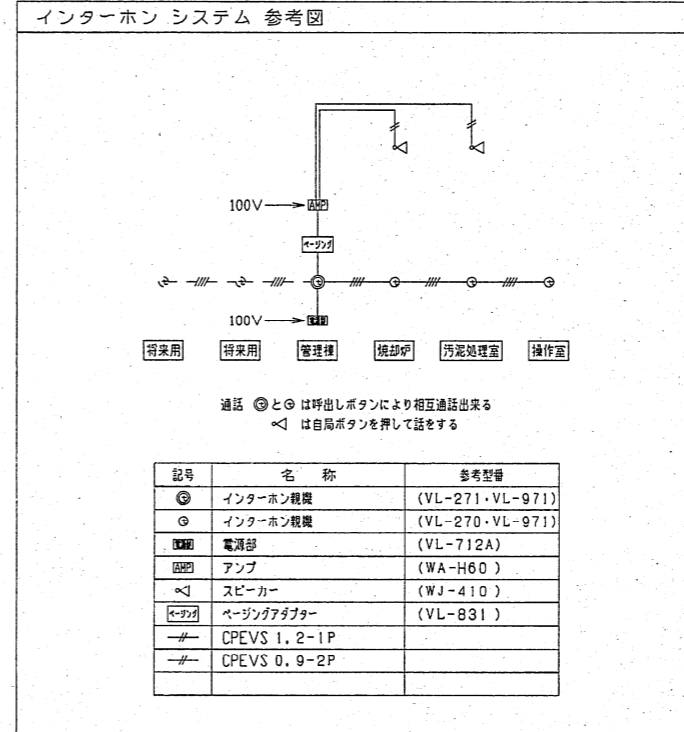 インターホン システム 参考図
100V
AMP
ページング
100V
電源
将来用 将来用 管理棟 焼却炉 汚泥処理室 操作室
通話 と は呼出しボタンにより相互通話出来る
は自局ボタンを押して話をする
記号 名 称 参考型番
インターホン親機 (VL-271・VL-971)
インターホン親機 (VL-270・VL-971)
電源 電源部 (VL-712A)
AMP アンプ (WA-H60 )
スピーカー (WJ-410 )
ページング ページングアダプター (VL-831 )
CPEVS 1.2-1P
CPEVS 0.9-2P